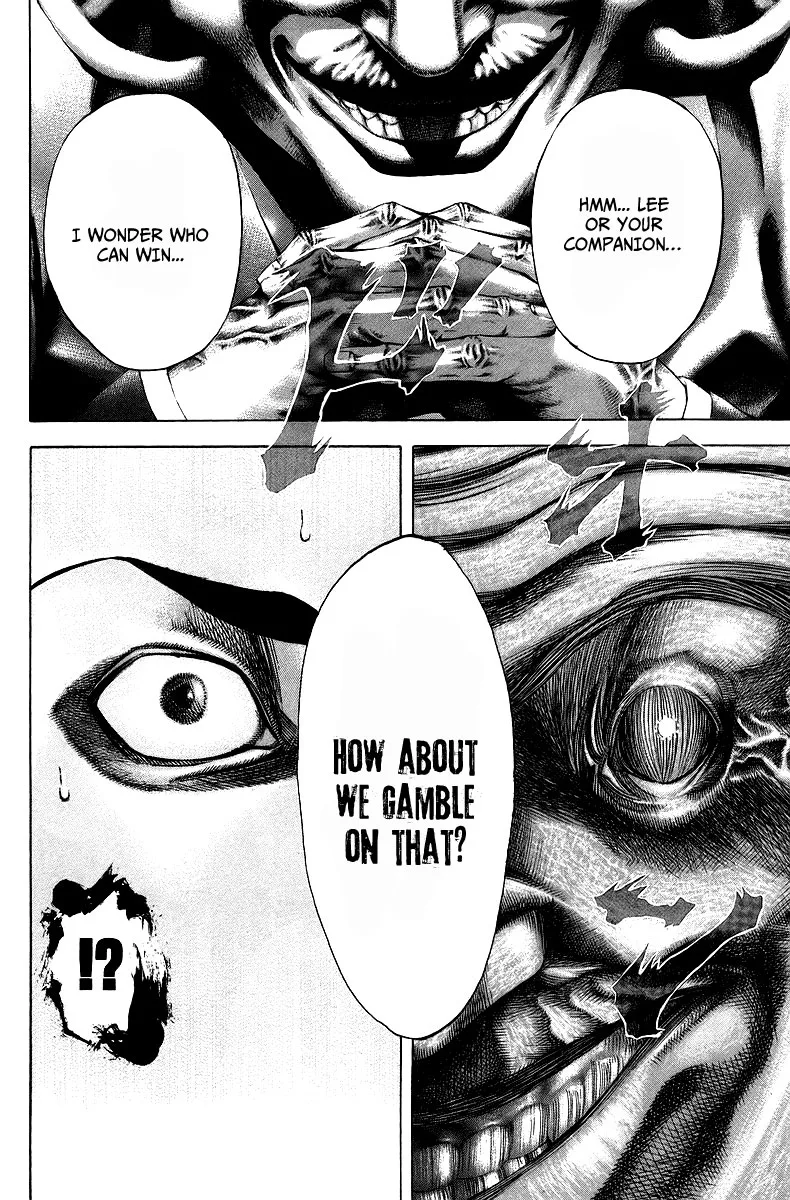 HMM... LEE
OR YOUR
COMPANION...
I WONDER WHO
CAN WIN...
HOW ABOUT
WE GAMBLE
ON THAT?
!?